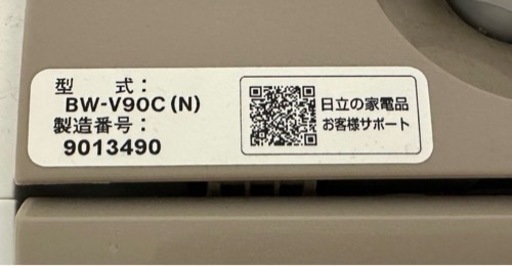 型　式：
BW-V90C(N)
製造番号：
9013490
日立の家電品
お客様サポート